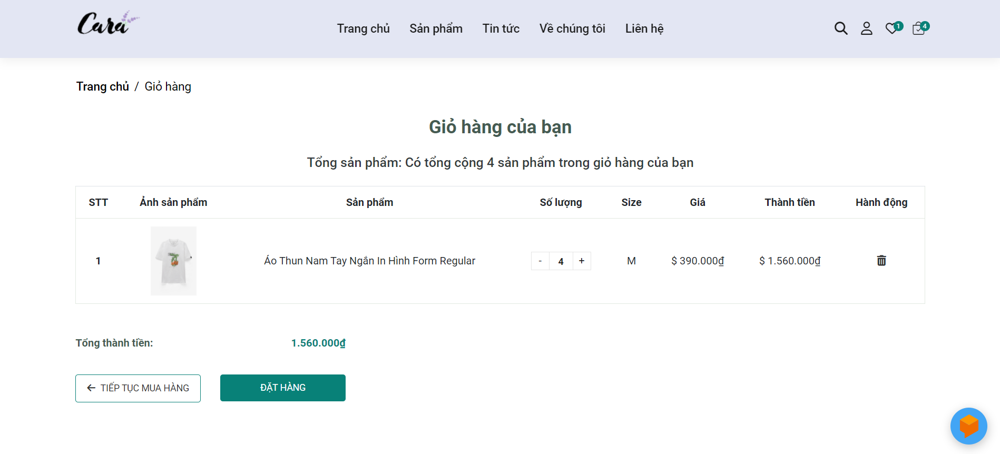 Cara
Trang chủ Sản phẩm Tin tức Về chúng tôi Liên hệ 1 4
Trang chủ / Giỏ hàng
Giỏ hàng của bạn
Tổng sản phẩm: Có tổng cộng 4 sản phẩm trong giỏ hàng của bạn
STT Ảnh sản phẩm Sản phẩm Số lượng Size Giá Thành tiền Hành động
1 Áo Thun Nam Tay Ngắn In Hình Form Regular - 4 + M $ 390.000₫ $ 1.560.000₫
Tổng thành tiền: 1.560.000₫
← TIẾP TỤC MUA HÀNG ĐẶT HÀNG